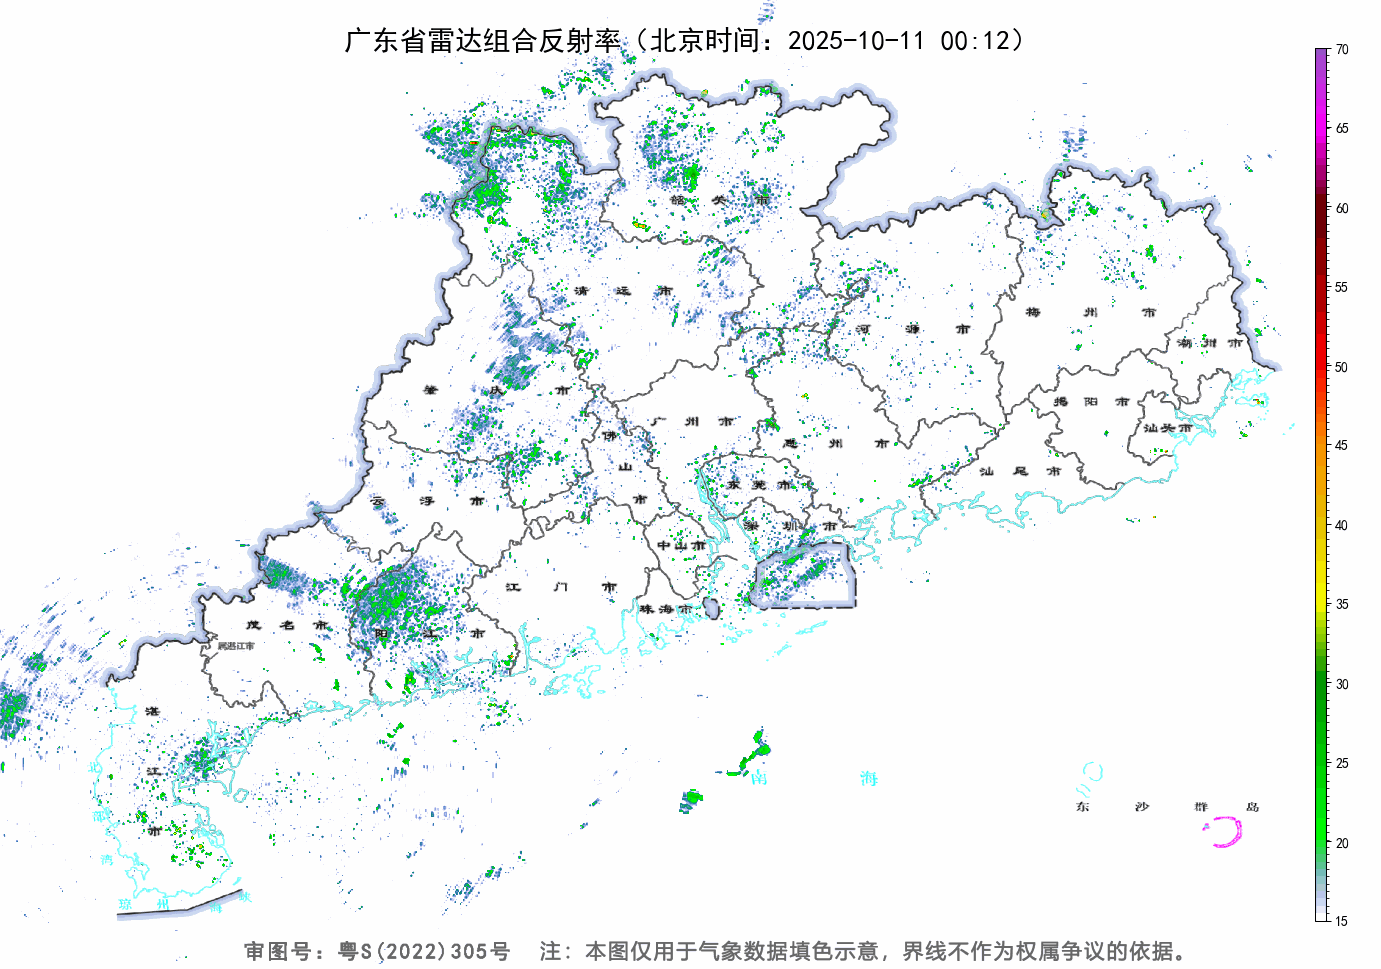 广东省雷达组合反射率（北京时间：2025-10-11 00:12）
70
65
60
55
50
45
40
35
30
25
20
15
韶关市
清远市
河源市
梅州市
潮州市
肇庆市
广州市
佛山市
惠州市
揭阳市
汕头市
汕尾市
云浮市
东莞市
深圳市
中山市
江门市
珠海市
茂名市
属湛江市
阳江市
湛江市
南海
东沙群岛
北部湾
琼州海峡
审图号：粤S(2022)305号 注：本图仅用于气象数据填色示意，界线不作为权属争议的依据。